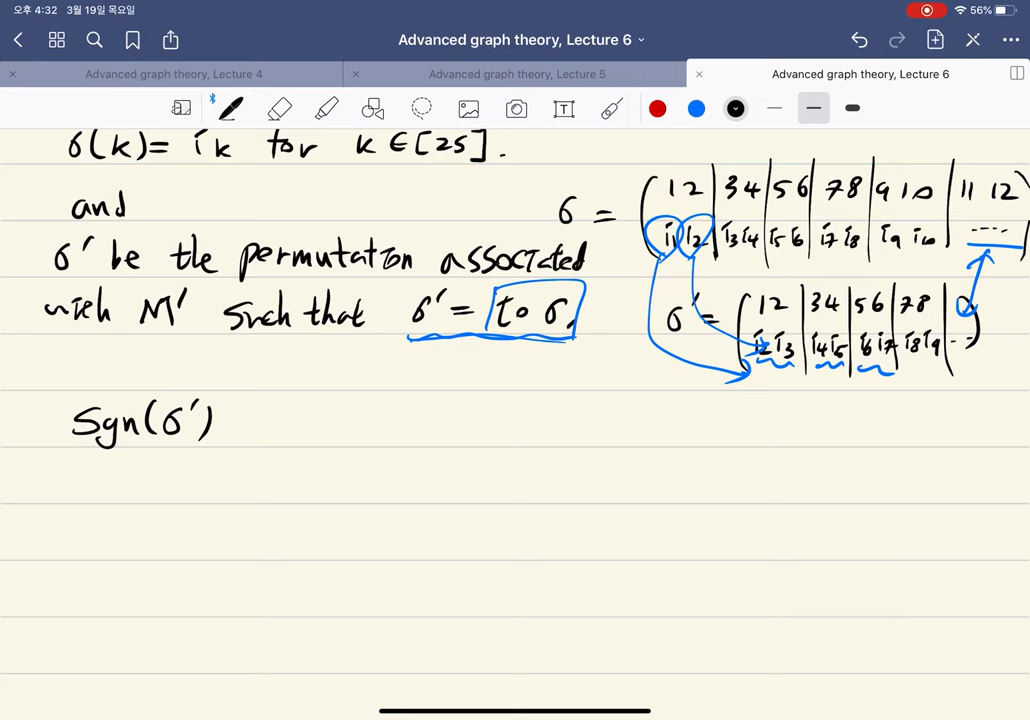 오후 4:32 3월 19일 목요일
56%
Advanced graph theory, Lecture 6
Advanced graph theory, Lecture 4
Advanced graph theory, Lecture 5
Advanced graph theory, Lecture 6
σ(k)= i_k for k ∈ [2s].
and
σ = ( 1 2 | 3 4 | 5 6 | 7 8 | 9 10 | 11 12 )
( i1 i2 | i3 i4 | i5 i6 | i7 i8 | i9 i10 | .... )
σ' be the permutation associated
with M' such that σ' = τ∘σ.
σ' = ( 1 2 | 3 4 | 5 6 | 7 8 | )
( i2 i3 | i4 i5 | i6 i7 | i8 i9 | .. )
Sgn(σ')